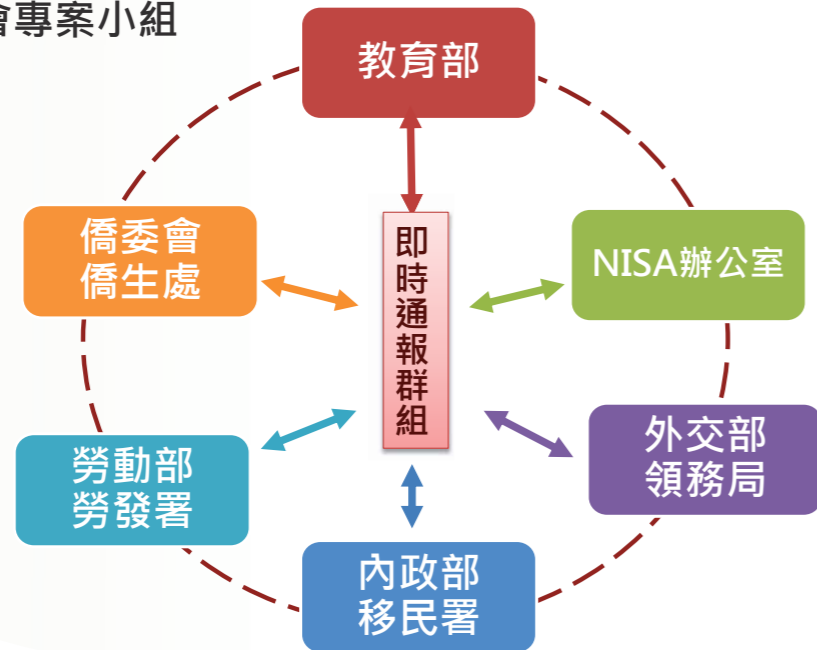 會專案小組
教育部
僑委會
僑生處
即時通報群組
NISA辦公室
勞動部
勞發署
外交部
領務局
內政部
移民署